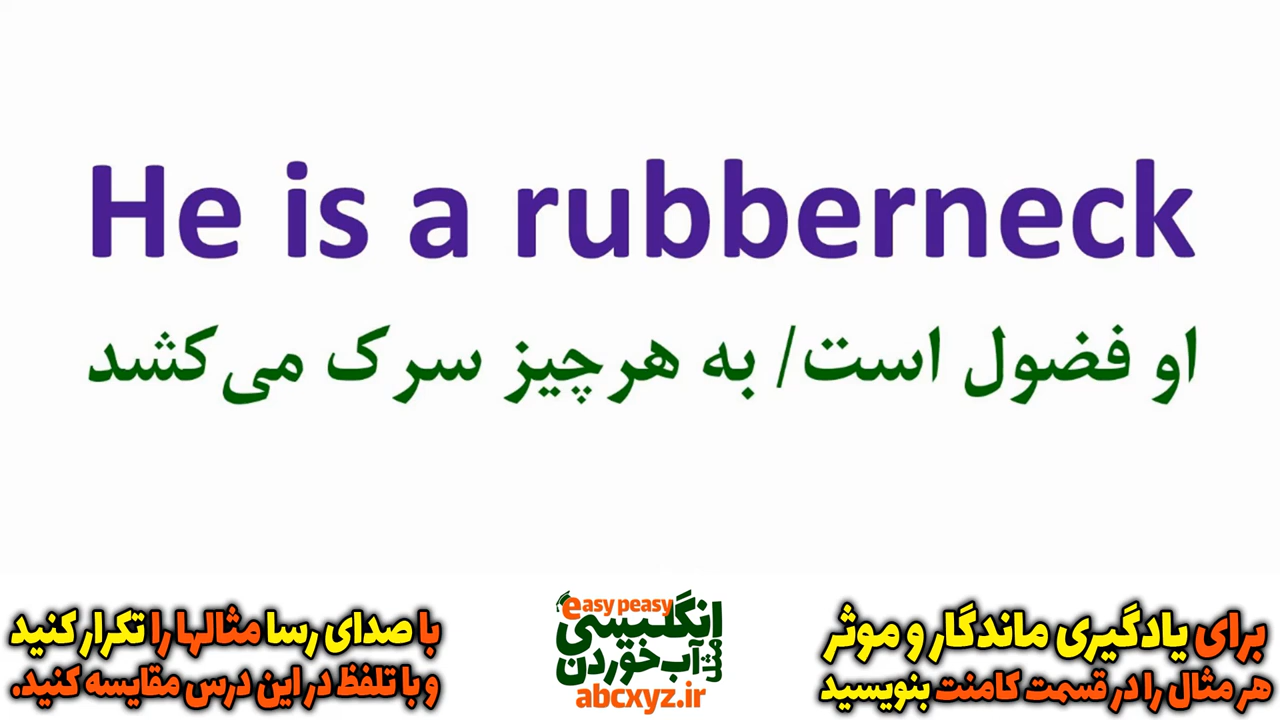 He is a rubberneck
او فضول است/ به هرچیز سرک می‌کشد
برای یادگیری ماندگار و موثر
هر مثال را در قسمت کامنت بنویسید
easy peasy
انگلیسی
مثل آب خوردن
abcxyz.ir
با صدای رسا مثالها را تکرار کنید
و با تلفظ در این درس مقایسه کنید.